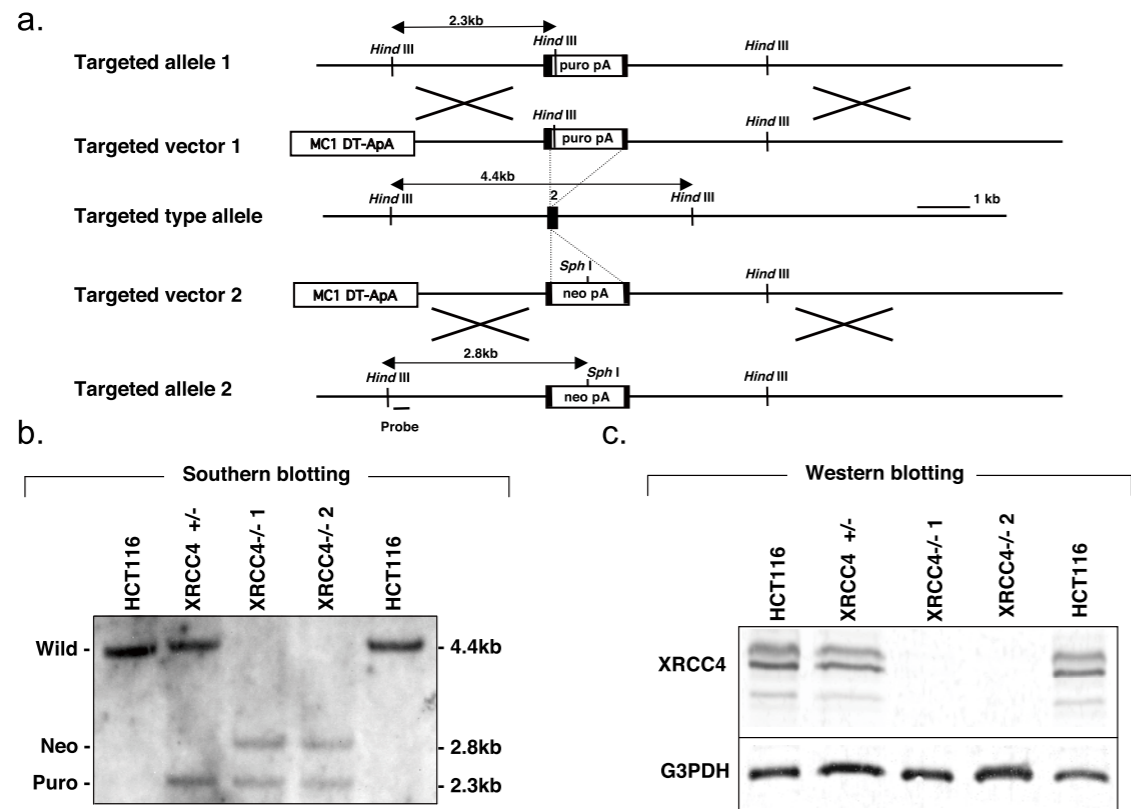 a.
2.3kb
Hind III
Hind III
Hind III
Targeted allele 1
puro pA
Hind III
Hind III
Targeted vector 1
MC1 DT-ApA
puro pA
4.4kb
Hind III
2
Hind III
1 kb
Targeted type allele
Sph I
Hind III
Targeted vector 2
MC1 DT-ApA
neo pA
2.8kb
Hind III
Sph I
Hind III
Targeted allele 2
neo pA
Probe
b.
Southern blotting
HCT116
XRCC4 +/-
XRCC4-/- 1
XRCC4-/- 2
HCT116
Wild -
- 4.4kb
Neo -
- 2.8kb
Puro -
- 2.3kb
c.
Western blotting
HCT116
XRCC4 +/-
XRCC4-/- 1
XRCC4-/- 2
HCT116
XRCC4
G3PDH